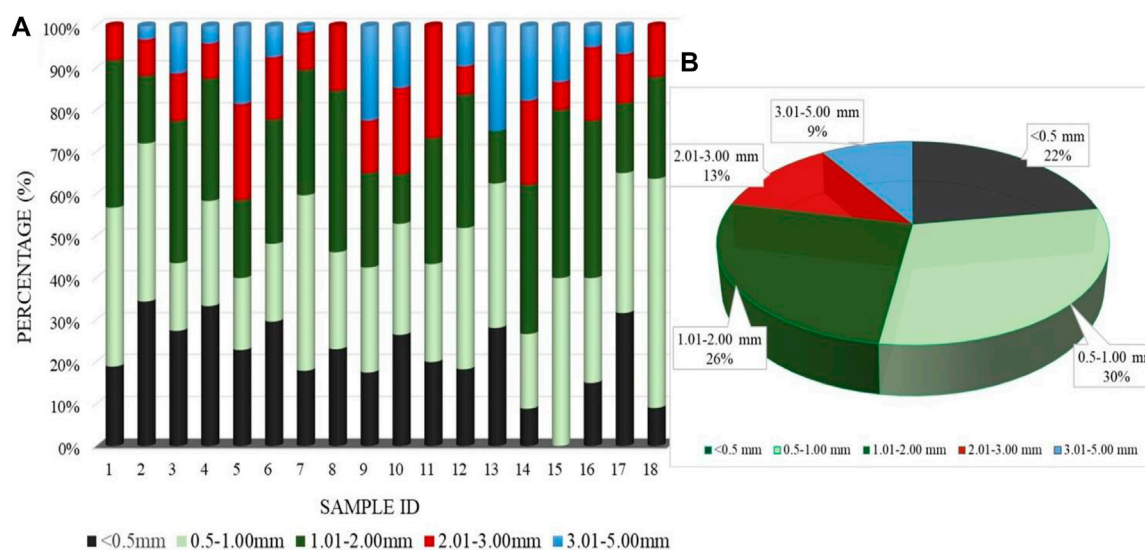 A
100%
90%
80%
70%
60%
50%
40%
30%
20%
10%
0%
PERCENTAGE (%)
1 2 3 4 5 6 7 8 9 10 11 12 13 14 15 16 17 18
SAMPLE ID
<0.5mm 0.5-1.00mm 1.01-2.00mm 2.01-3.00mm 3.01-5.00mm
B
3.01-5.00 mm
9%
<0.5 mm
22%
2.01-3.00 mm
13%
1.01-2.00 mm
26%
0.5-1.00 mm
30%
<0.5 mm 0.5-1.00 mm 1.01-2.00 mm 2.01-3.00 mm 3.01-5.00 mm